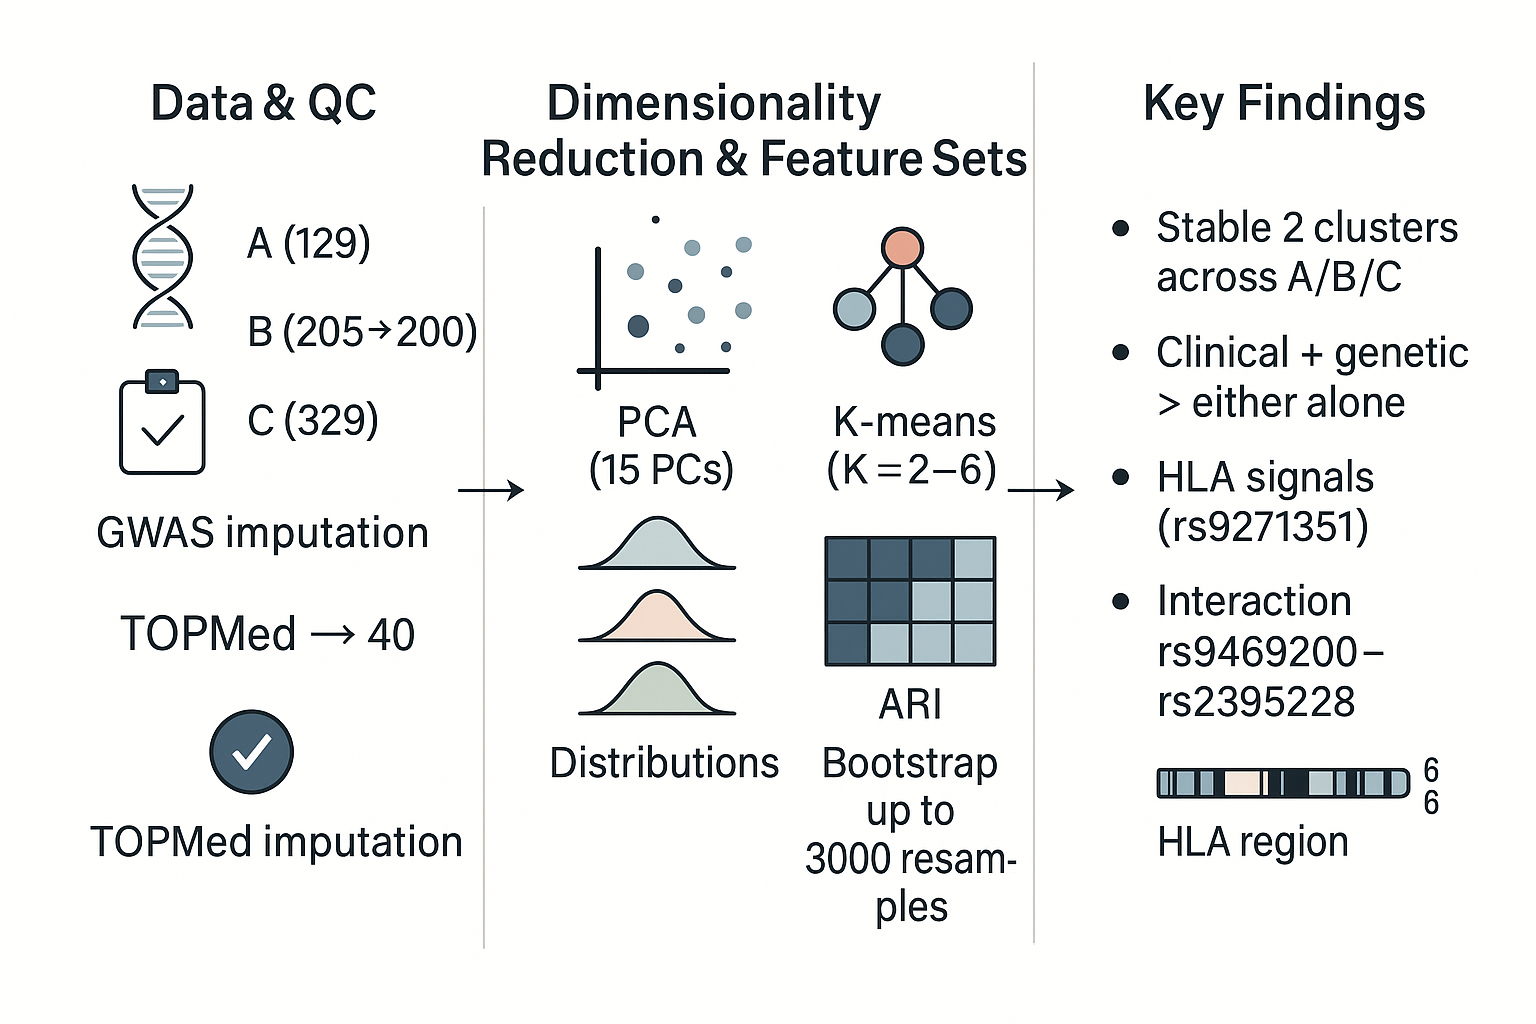 Data & QC
A (129)
B (205→200)
C (329)
GWAS imputation
TOPMed → 40
TOPMed imputation
Dimensionality
Reduction & Feature Sets
PCA
(15 PCs)
K-means
(K = 2–6)
Distributions
ARI
Bootstrap
up to
3000 resam-
ples
Key Findings
• Stable 2 clusters
across A/B/C
• Clinical + genetic
> either alone
• HLA signals
(rs9271351)
• Interaction
rs9469200–
rs2395228
6
6
HLA region